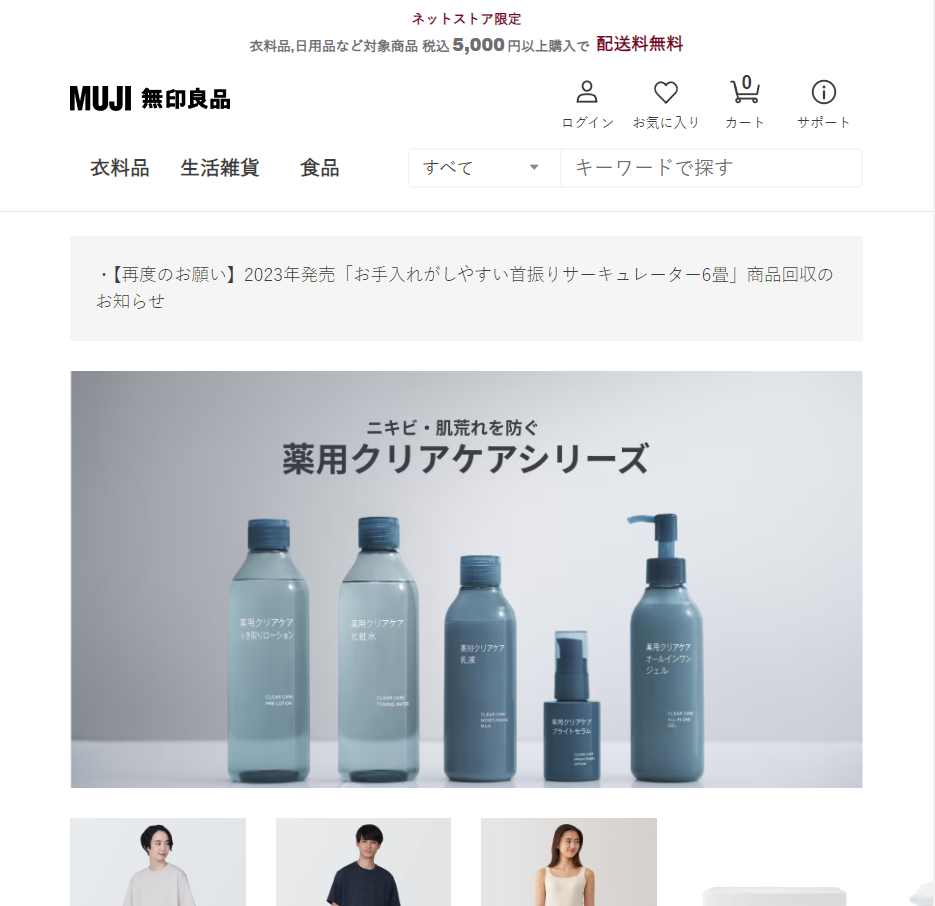 ネットストア限定
衣料品,日用品など対象商品 税込 5,000 円以上購入で 配送料無料
MUJI 無印良品
0
ログイン お気に入り カート サポート
衣料品 生活雑貨 食品 すべて キーワードで探す
・【再度のお願い】2023年発売「お手入れがしやすい首振りサーキュレーター6畳」商品回収の
お知らせ
ニキビ・肌荒れを防ぐ
薬用クリアケアシリーズ
薬用クリアケア
ふき取りローション
CLEAR CARE
PRE LOTION
薬用クリアケア
化粧水
CLEAR CARE
TONING WATER
薬用クリアケア
乳液
CLEAR CARE
MOISTURISING
MILK
薬用クリアケア
ブライトセラム
CLEAR CARE
薬用クリアケア
オールインワン
ジェル
CLEAR CARE
ALL-IN-ONE
GEL